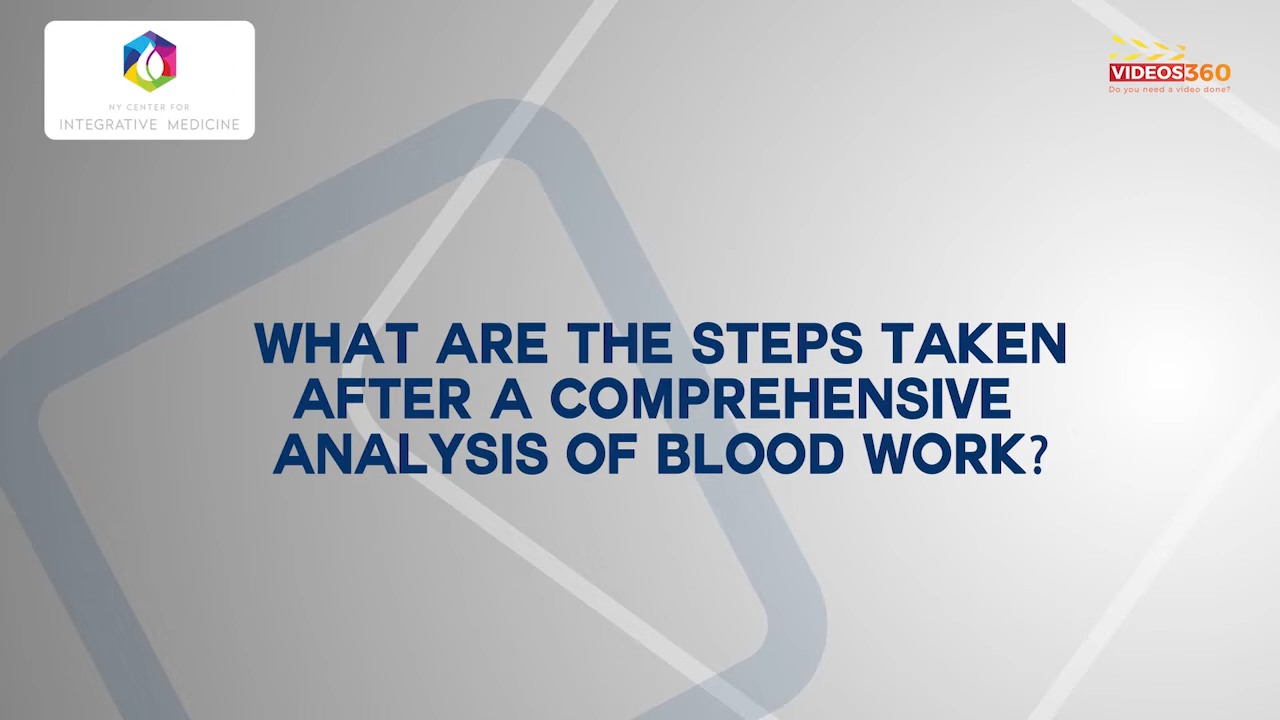 NY CENTER FOR
INTEGRATIVE MEDICINE
VIDEOS360
Do you need a video done?
WHAT ARE THE STEPS TAKEN
AFTER A COMPREHENSIVE
ANALYSIS OF BLOOD WORK?